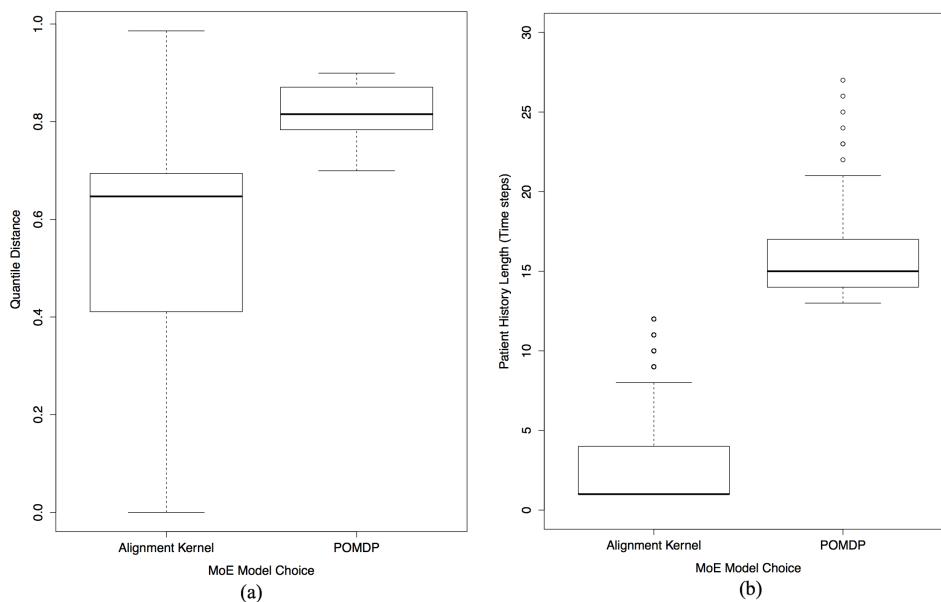 Quantile Distance
1.0
0.8
0.6
0.4
0.2
0.0
Alignment Kernel POMDP
MoE Model Choice
(a)
Patient History Length (Time steps)
30
25
20
15
10
5
0
Alignment Kernel POMDP
MoE Model Choice
(b)